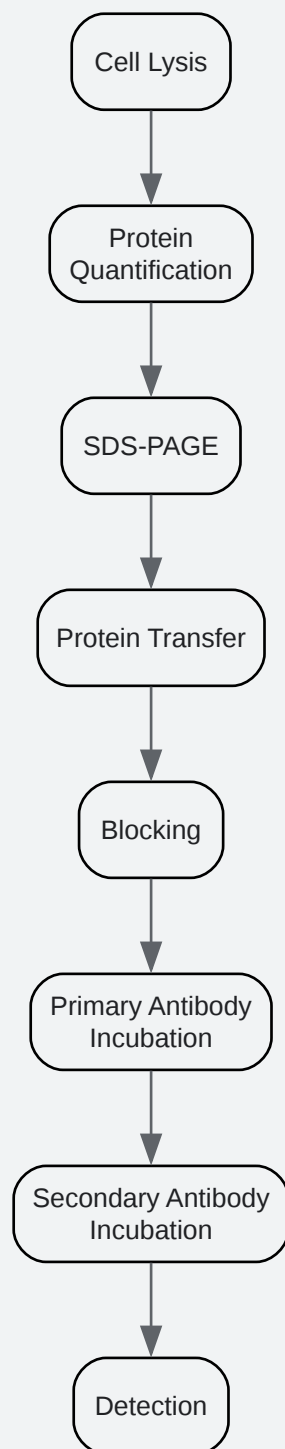 Cell Lysis
Protein
Quantification
SDS-PAGE
Protein Transfer
Blocking
Primary Antibody
Incubation
Secondary Antibody
Incubation
Detection